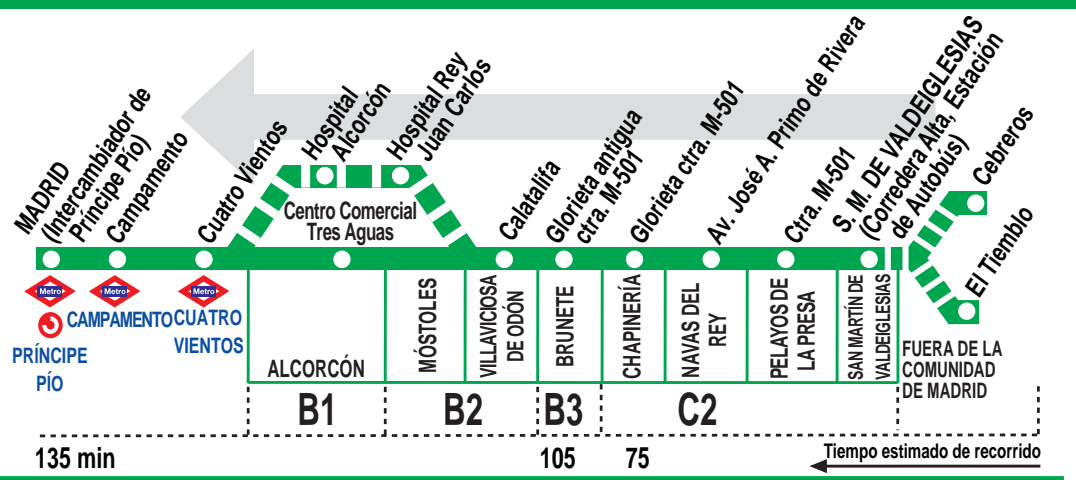 MADRID
(Intercambiador de
Príncipe Pío)
Campamento
Cuatro Vientos
Hospital
Alcorcón
Hospital Rey
Juan Carlos
Centro Comercial
Tres Aguas
Calatalifa
Glorieta antigua
ctra. M-501
Glorieta ctra. M-501
Av. José A. Primo de Rivera
Ctra. M-501
S. M. DE VALDEIGLESIAS
(Corredera Alta, Estación
de Autobús)
Cebreros
El Tiemblo
Metro
Metro
Metro
PRÍNCIPE
PÍO
CAMPAMENTO
CUATRO
VIENTOS
ALCORCÓN
MÓSTOLES
VILLAVICIOSA
DE ODÓN
BRUNETE
CHAPINERÍA
NAVAS DEL
REY
PELAYOS DE
LA PRESA
SAN MARTÍN DE
VALDEIGLESIAS
FUERA DE LA
COMUNIDAD
DE MADRID
B1
B2
B3
C2
135 min
105
75
Tiempo estimado de recorrido